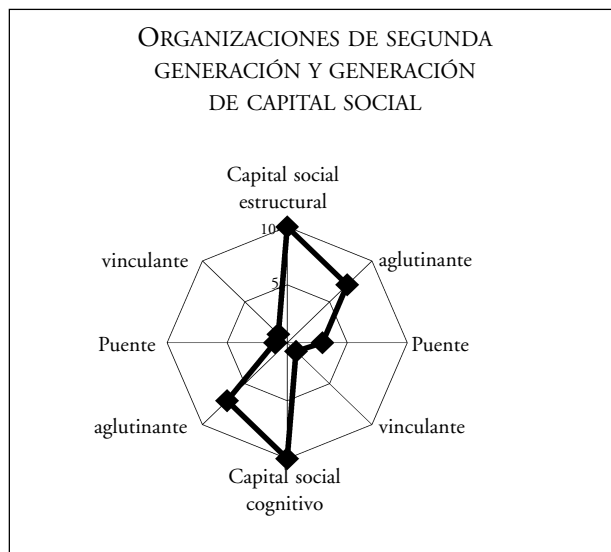 ORGANIZACIONES DE SEGUNDA
GENERACIÓN Y GENERACIÓN
DE CAPITAL SOCIAL
Capital social
estructural
10
vinculante
aglutinante
5
Puente
Puente
aglutinante
vinculante
Capital social
cognitivo